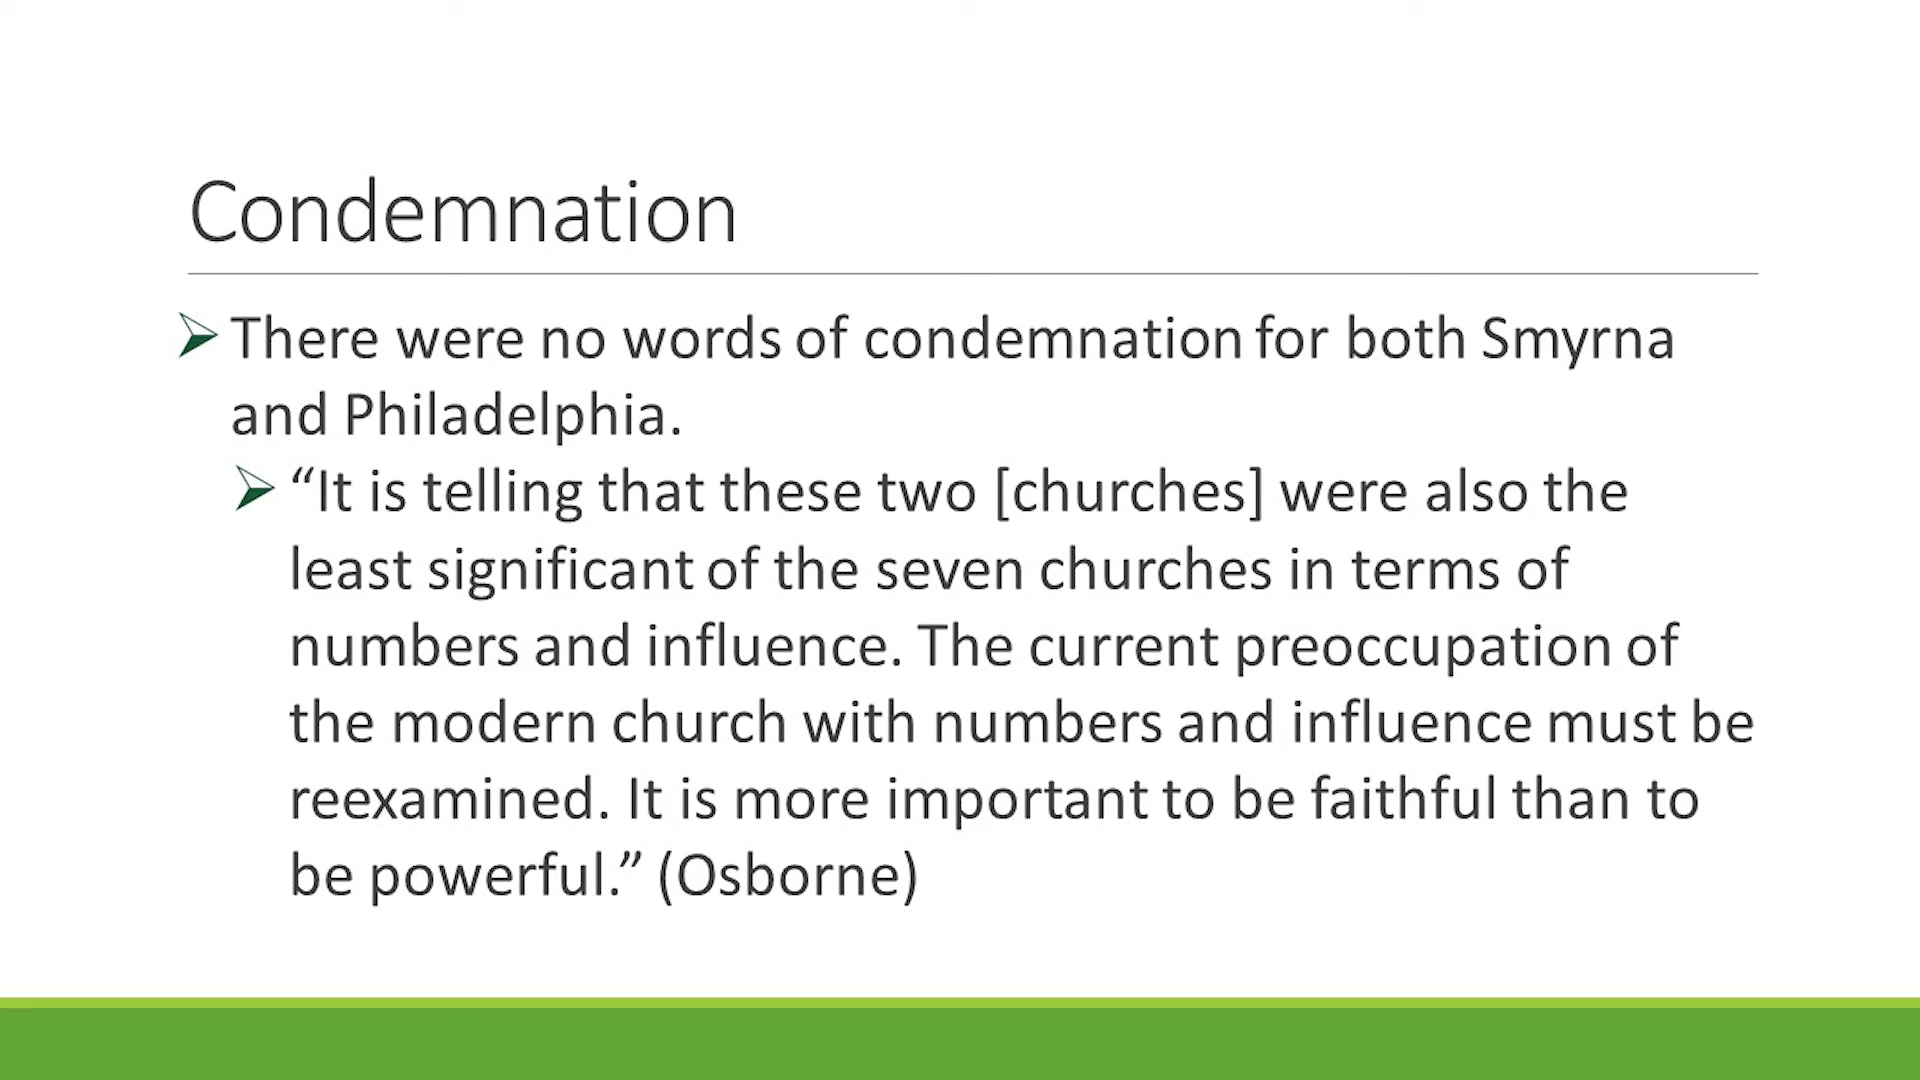 Condemnation
There were no words of condemnation for both Smyrna
and Philadelphia.
“It is telling that these two [churches] were also the
least significant of the seven churches in terms of
numbers and influence. The current preoccupation of
the modern church with numbers and influence must be
reexamined. It is more important to be faithful than to
be powerful.” (Osborne)